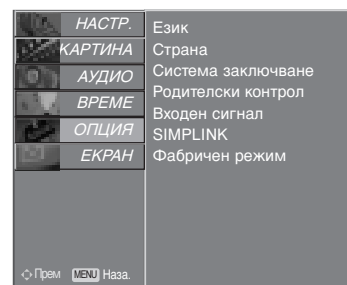 НАСТР.
КАРТИНА
АУДИО
ВРЕМЕ
ОПЦИЯ
ЕКРАН
Език
Страна
Система заключване
Родителски контрол
Входен сигнал
SIMPLINK
Фабричен режим
Прем MENU Наза.